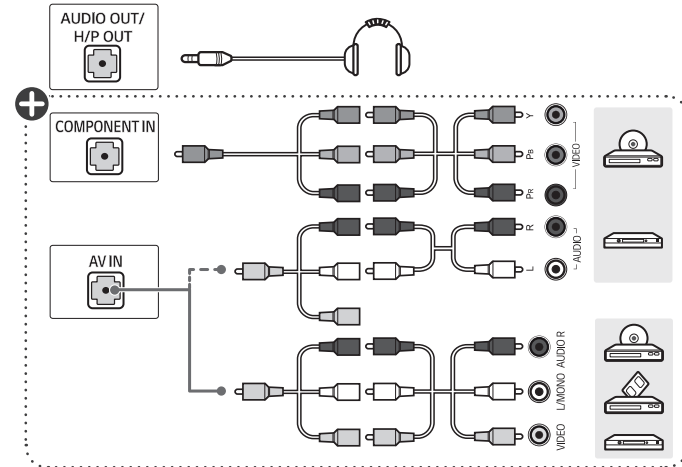 AUDIO OUT/
H/P OUT
COMPONENT IN
Y
PB
PR
VIDEO
AV IN
R
L
AUDIO
AUDIO R
L/MONO
VIDEO